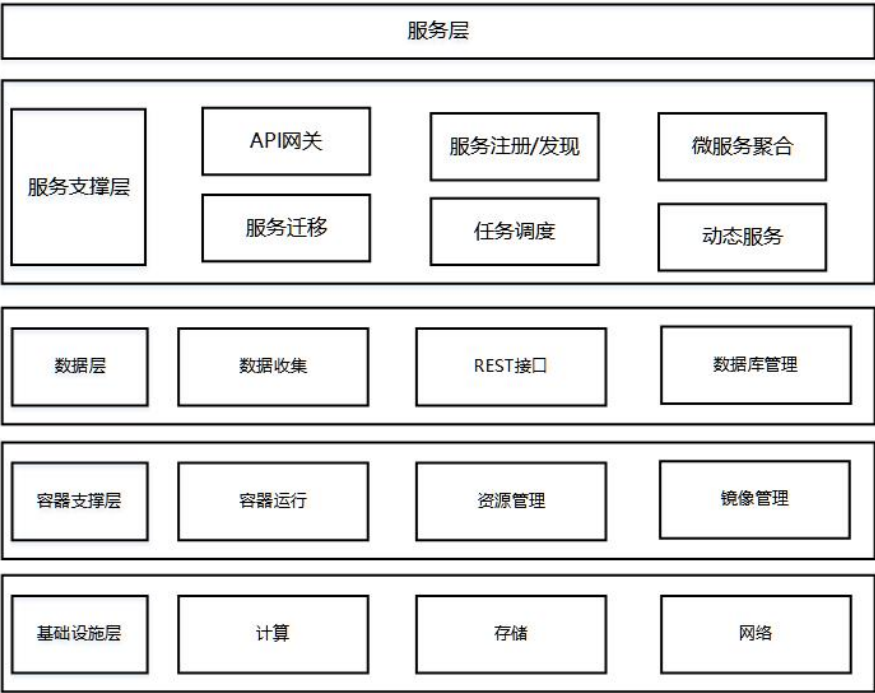 服务层
服务支撑层
API网关
服务注册/发现
微服务聚合
服务迁移
任务调度
动态服务
数据层
数据收集
REST接口
数据库管理
容器支撑层
容器运行
资源管理
镜像管理
基础设施层
计算
存储
网络